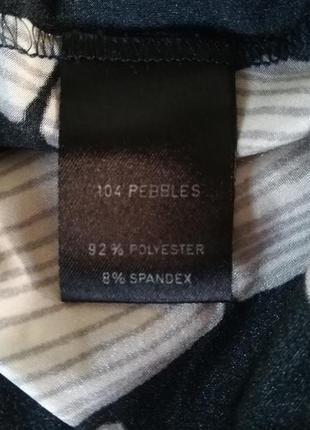 104 PEBBLES
92% POLYESTER
8% SPANDEX